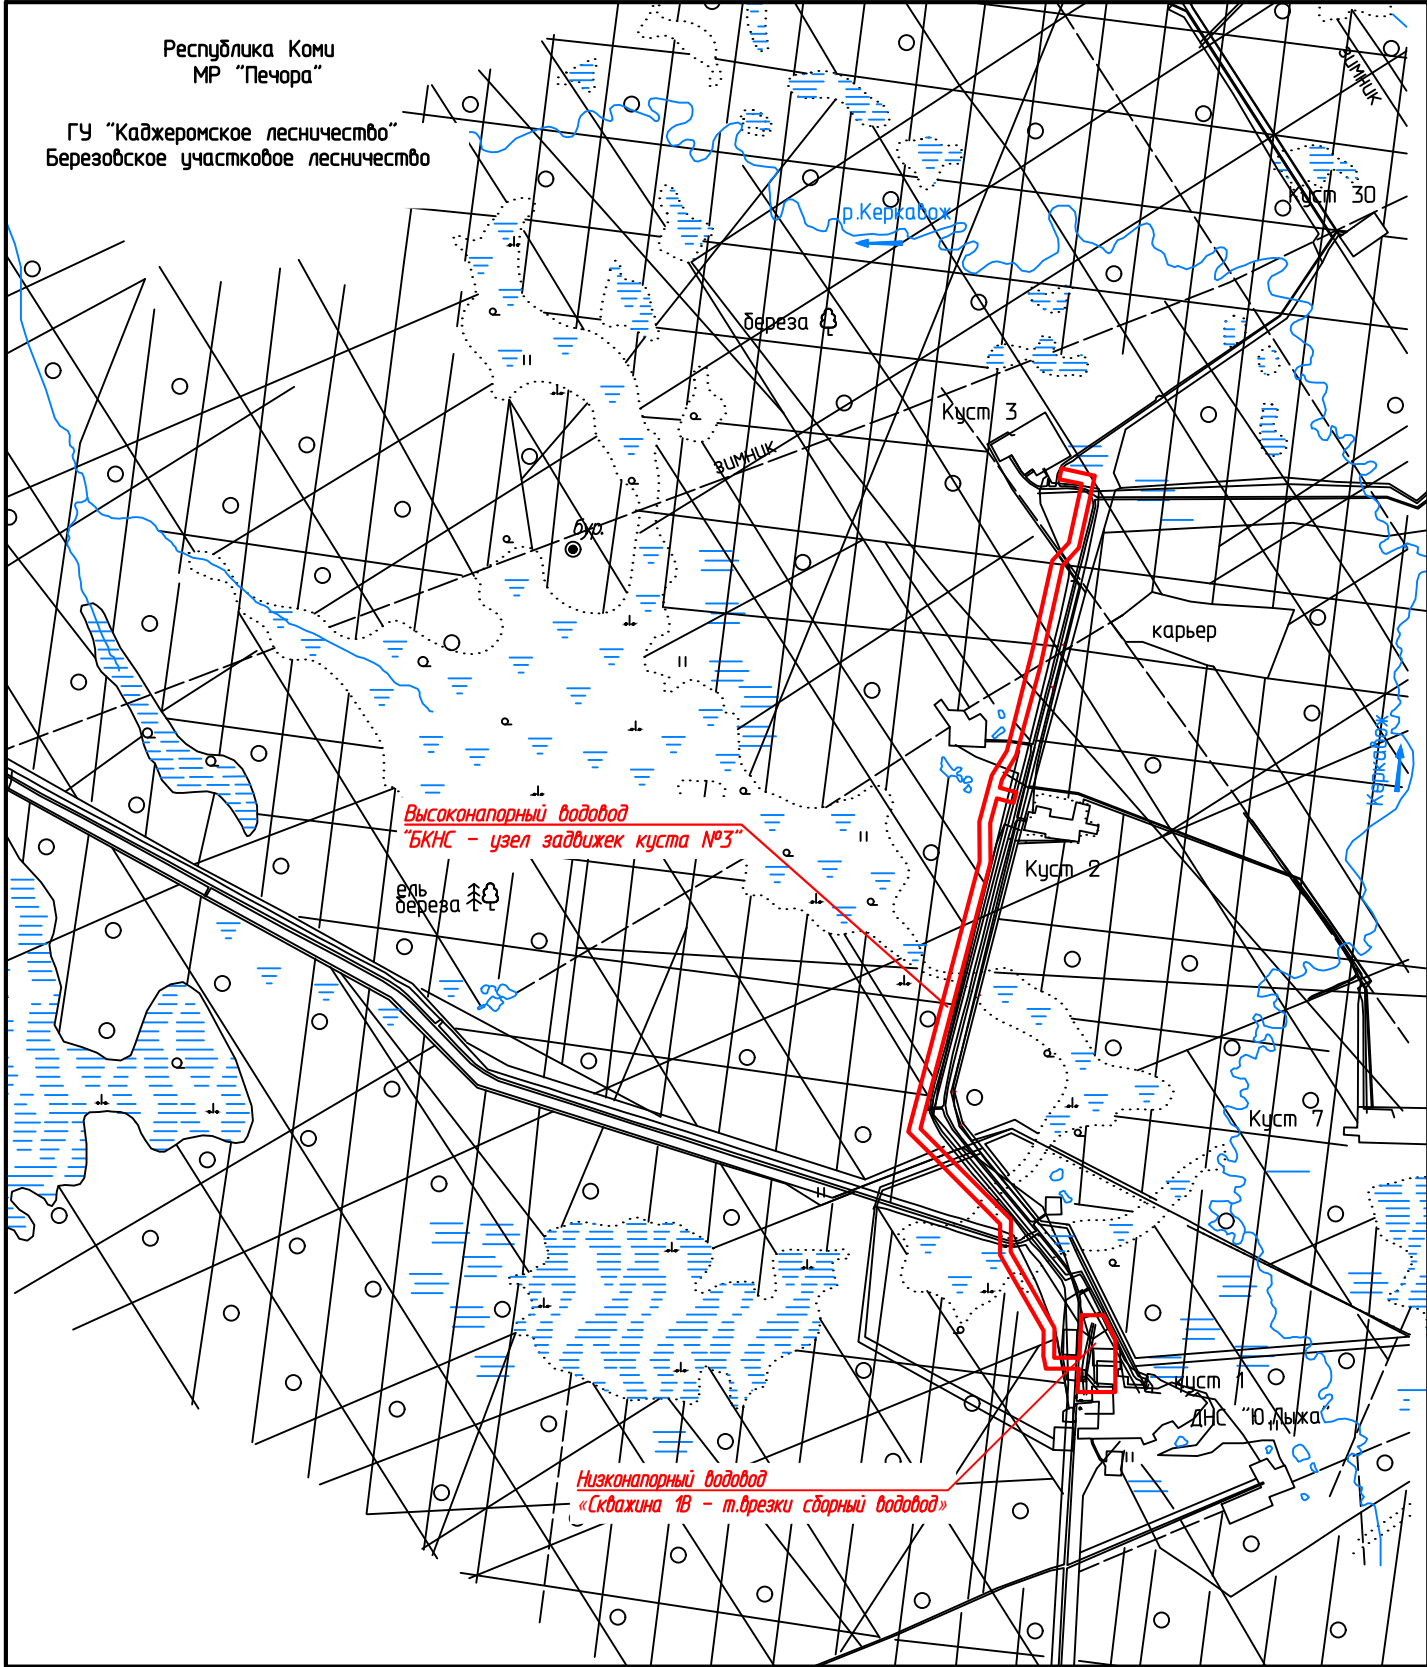 Республика Коми
МР "Печора"
ГУ "Каджеромское лесничество"
Березовское участковое лесничество
зимник
Куст 30
р.Керкавож
береза
Куст 3
зимник
бур.
карьер
Керкавож
Высоконапорный водовод
"БКНС - узел задвижек куста №3"
Куст 2
ель
береза
Куст 7
куст 1
ДНС "Ю.Лыжа"
Низконапорный водовод
«Скважина 1В - т.врезки сборный водовод»